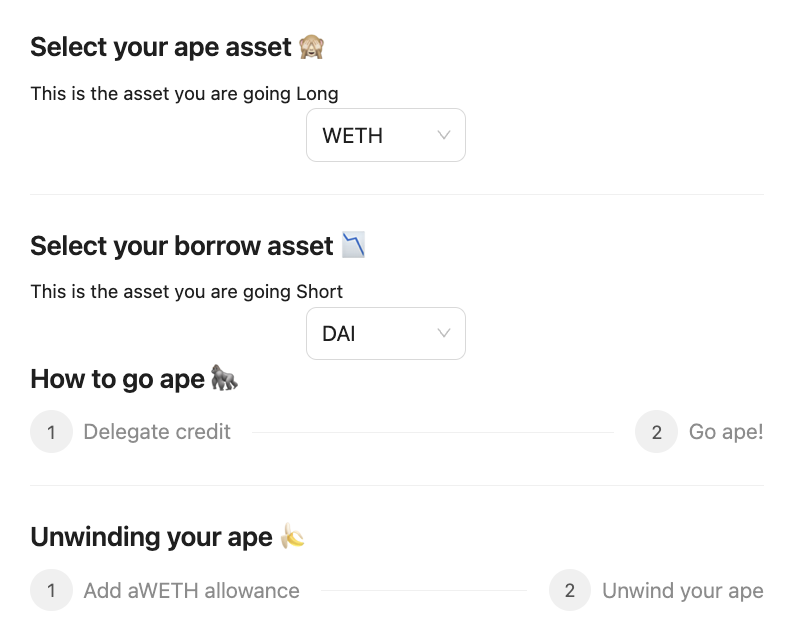 Select your ape asset 🙈
This is the asset you are going Long
WETH
Select your borrow asset 📉
This is the asset you are going Short
DAI
How to go ape 🦍
1 Delegate credit 2 Go ape!
Unwinding your ape 🍌
1 Add aWETH allowance 2 Unwind your ape